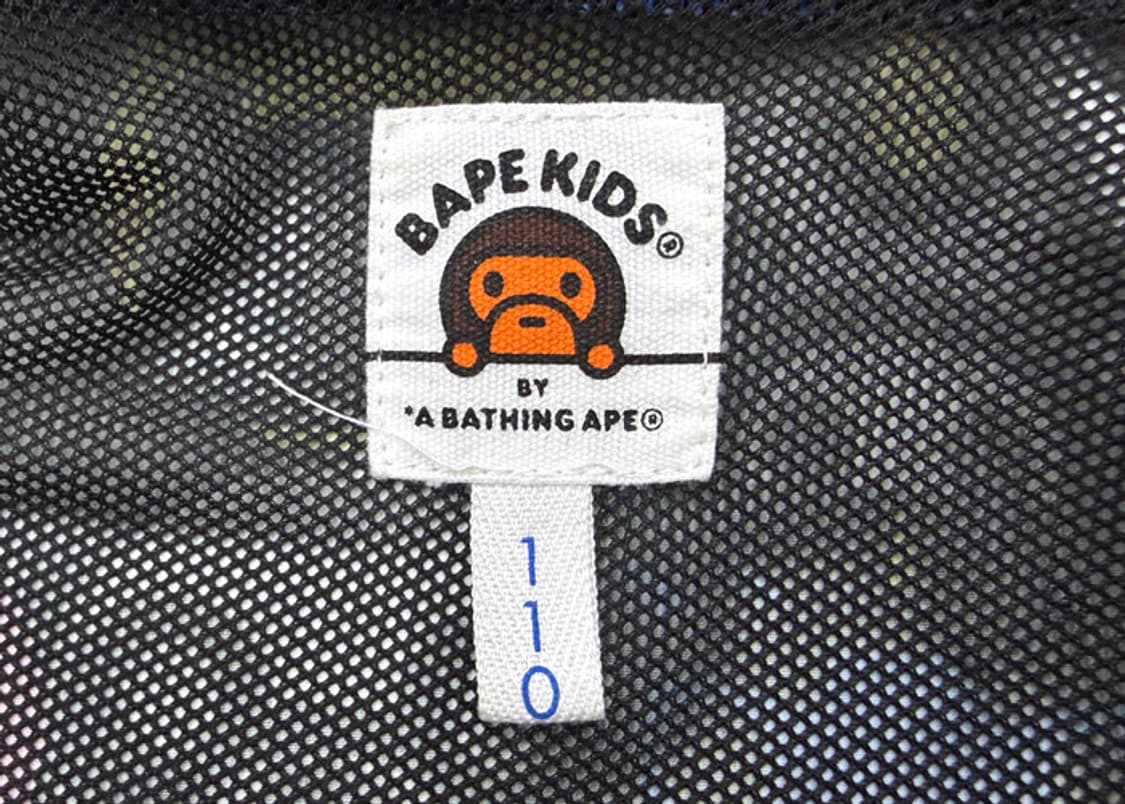 BAPE KIDS®
BY
*A BATHING APE®
110